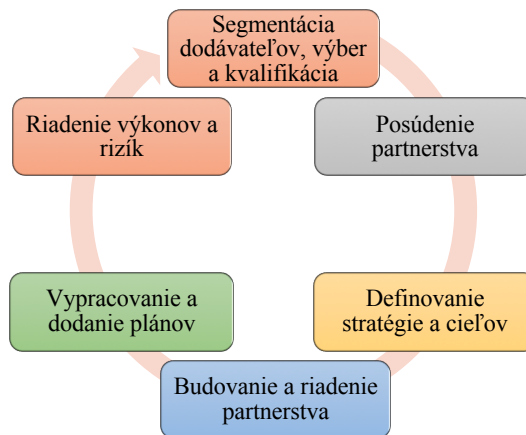 Segmentácia
dodávateľov, výber
a kvalifikácia
Posúdenie
partnerstva
Definovanie
stratégie a cieľov
Budovanie a riadenie
partnerstva
Vypracovanie a
dodanie plánov
Riadenie výkonov a
rizík